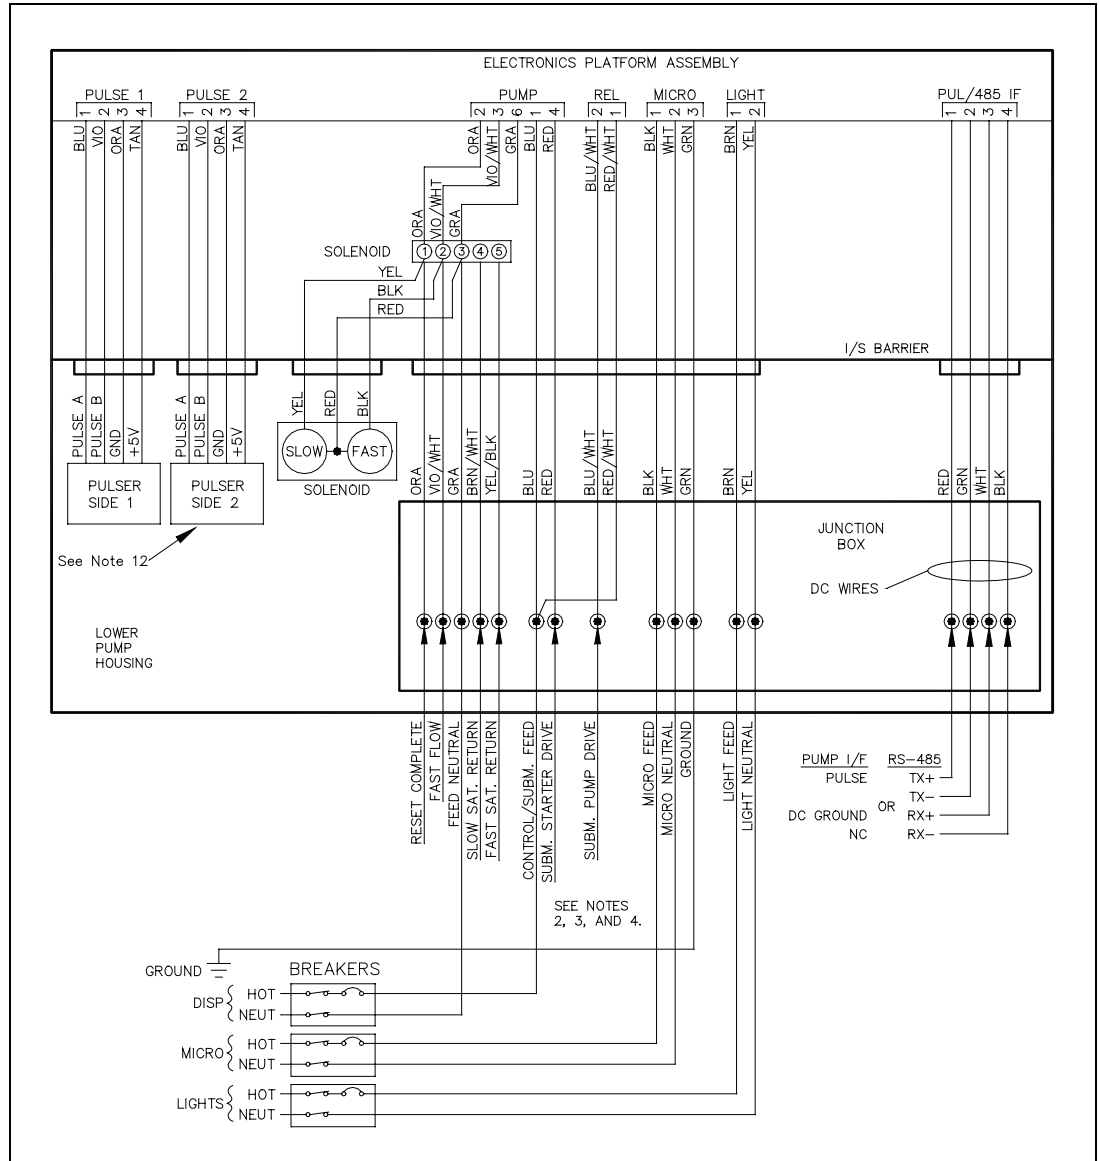 ELECTRONICS PLATFORM ASSEMBLY
PULSE 1
PULSE 2
PUMP
REL
MICRO
LIGHT
PUL/485 IF
1 2 3 4
1 2 3 4
2 3 6 1 4
2 1
1 2 3
1 2
1 2 3 4
BLU
VIO
ORA
TAN
BLU
VIO
ORA
TAN
ORA
VIO/WHT
GRA
BLU
RED
BLU/WHT
RED/WHT
BLK
WHT
GRN
BRN
YEL
ORA
VIO/WHT
GRA
SOLENOID
1 2 3 4 5
YEL
BLK
RED
I/S BARRIER
PULSE A
PULSE B
GND
+5V
PULSE A
PULSE B
GND
+5V
YEL
RED
BLK
SLOW
FAST
SOLENOID
ORA
VIO/WHT
GRA
BRN/WHT
YEL/BLK
BLU
RED
BLU/WHT
RED/WHT
BLK
WHT
GRN
BRN
YEL
RED
GRN
WHT
BLK
PULSER
SIDE 1
PULSER
SIDE 2
See Note 12
JUNCTION
BOX
DC WIRES
LOWER
PUMP
HOUSING
RESET COMPLETE
FAST FLOW
FEED NEUTRAL
SLOW SAT. RETURN
FAST SAT. RETURN
CONTROL/SUBM. FEED
SUBM. STARTER DRIVE
SUBM. PUMP DRIVE
MICRO FEED
MICRO NEUTRAL
GROUND
LIGHT FEED
LIGHT NEUTRAL
PUMP I/F RS-485
PULSE TX+
TX-
OR
DC GROUND RX+
NC RX-
SEE NOTES
2, 3, AND 4.
GROUND
BREAKERS
DISP
HOT
NEUT
MICRO
HOT
NEUT
LIGHTS
HOT
NEUT